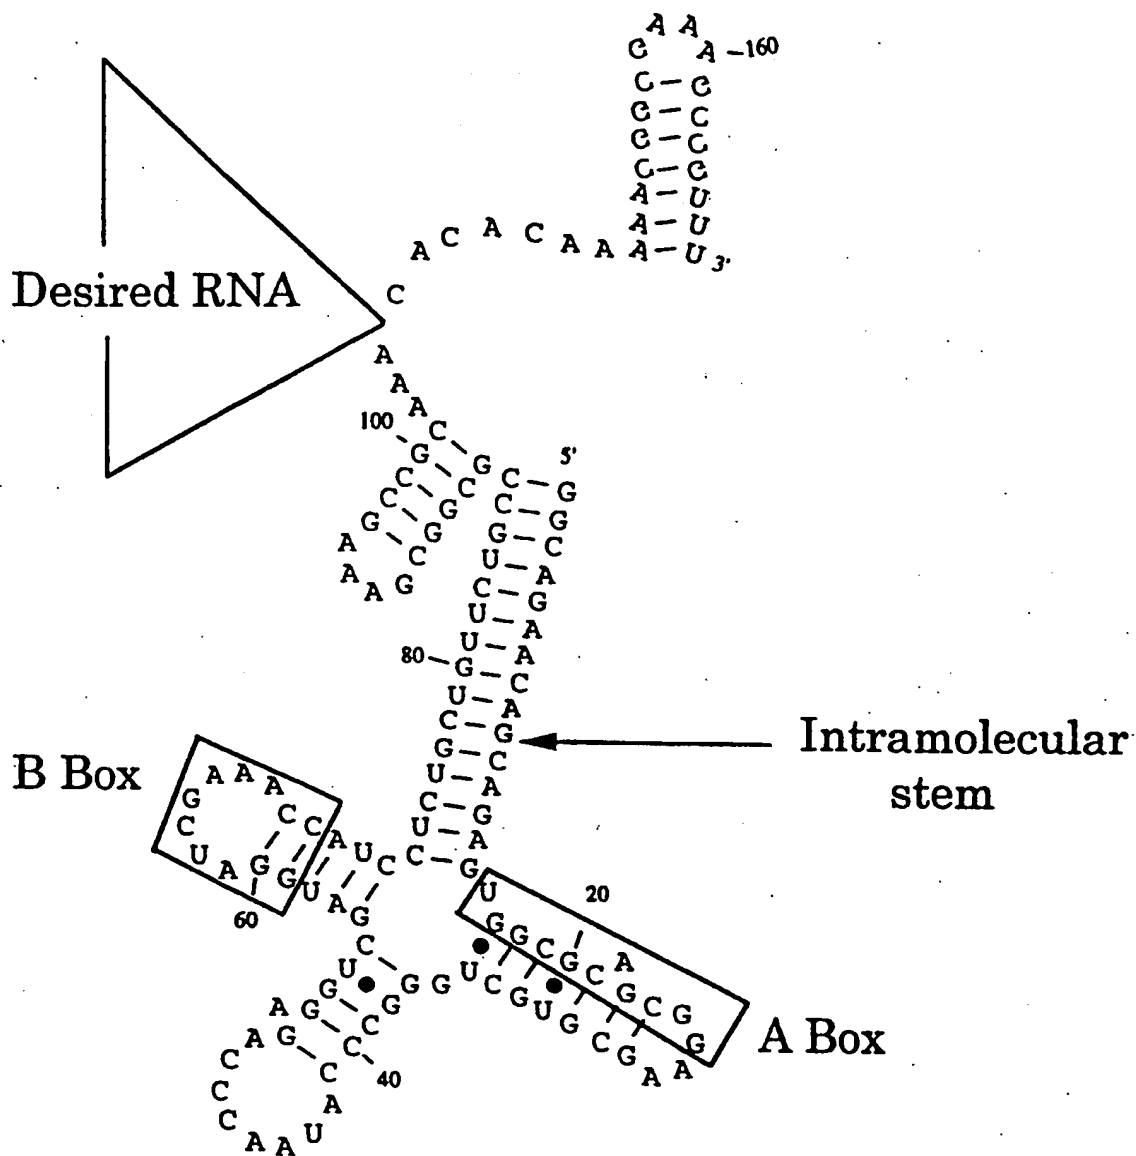 A A
C A -160
C – C
C – C
C – C
C – C
A – U
A – U
A C A C A A A – U 3'
C
Desired RNA
A
A
A
100
C
G
C
C
G
A
A
A
G
C
G
G
C
G
5'
C – G
C – G
G – C
U – A
C – G
U – A
U – A
80 – G – C
U – A
C – G
G – C
U – A
C – G
U – A
C – G
Intramolecular
stem
B Box
A A A
G C C A U C
C
U A G G U A G
60
U
G G C G C A G C G G
20
A Box
A A G C G U G C U G G
C
U
G G C
G C
A G C
A C
C A
C U
C A A
40